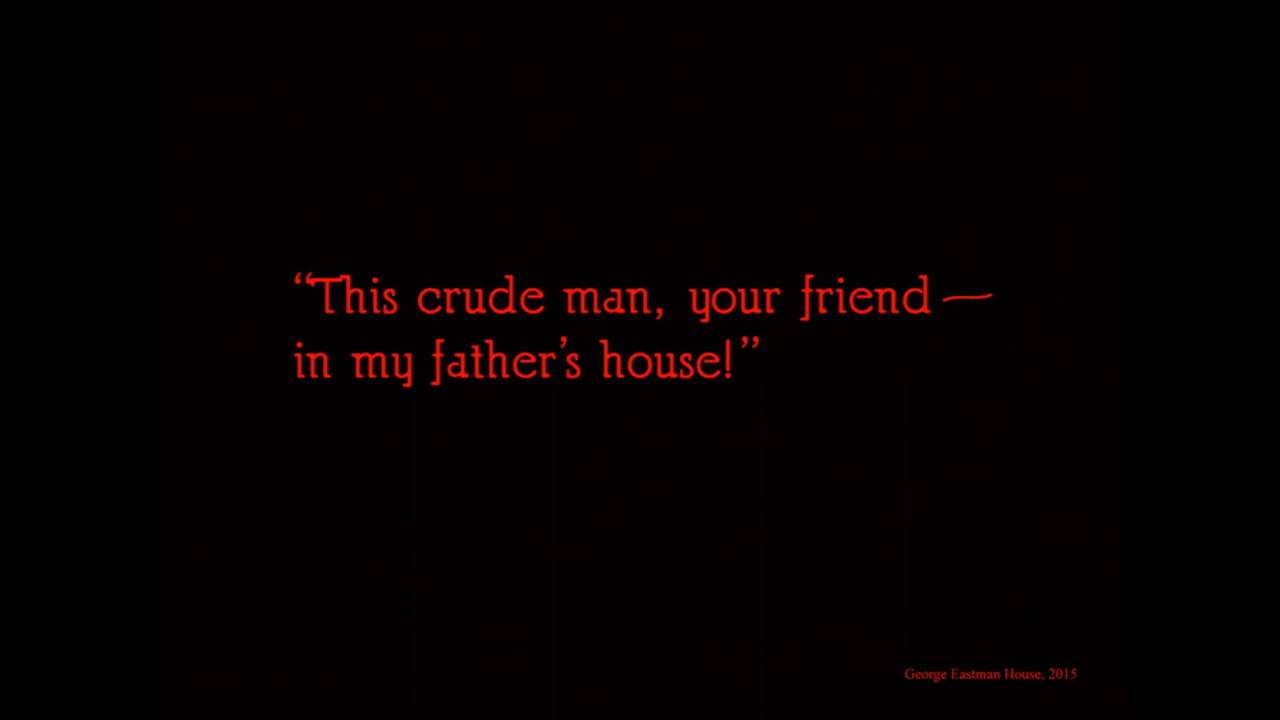 “This crude man, your friend —
in my father’s house!”
George Eastman House, 2015